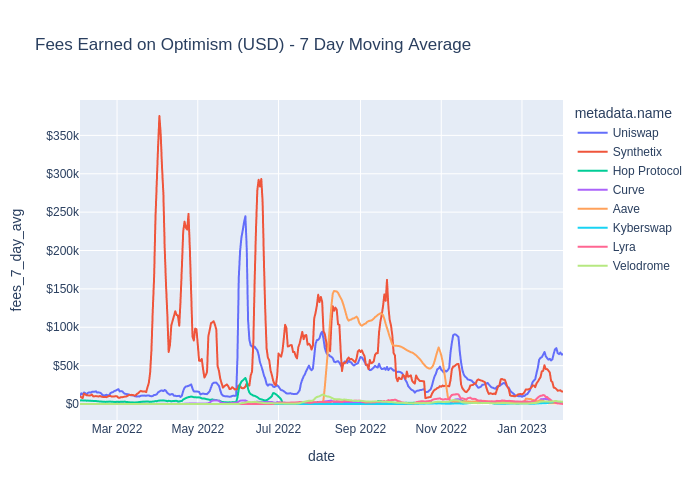 Fees Earned on Optimism (USD) - 7 Day Moving Average
metadata.name
Uniswap
Synthetix
Hop Protocol
Curve
Aave
Kyberswap
Lyra
Velodrome
fees_7_day_avg
$350k
$300k
$250k
$200k
$150k
$100k
$50k
$0
Mar 2022
May 2022
Jul 2022
Sep 2022
Nov 2022
Jan 2023
date